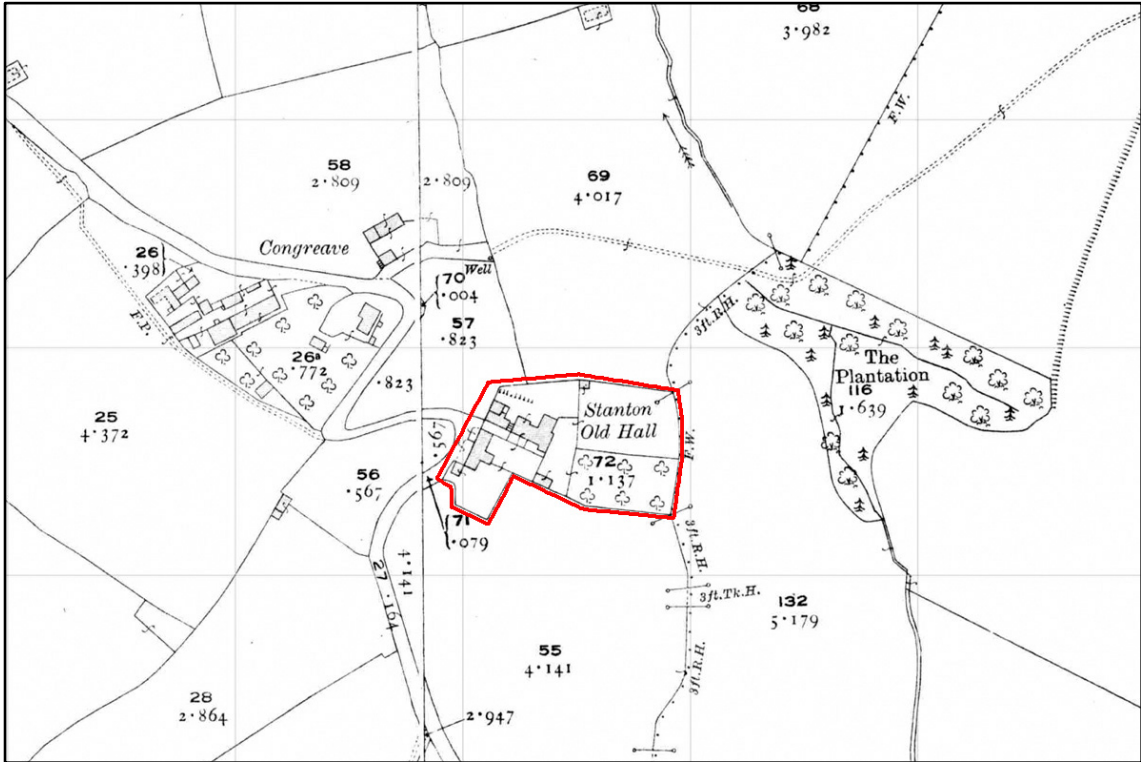 68
3·982
F.W.
58
2·809
2·809
69
4·017
Congreave
26
·398
Well
70
·004
57
·823
F.P.
3ft.R.H.
26a
·772
·823
The
Plantation
116
1·639
Stanton
Old Hall
25
4·372
·567
F.W.
72
1·137
56
·567
71
·079
3ft.R.H.
4·141
27
·164
3ft.Tk.H.
132
5·179
55
4·141
3ft.R.H.
28
2·864
2·947